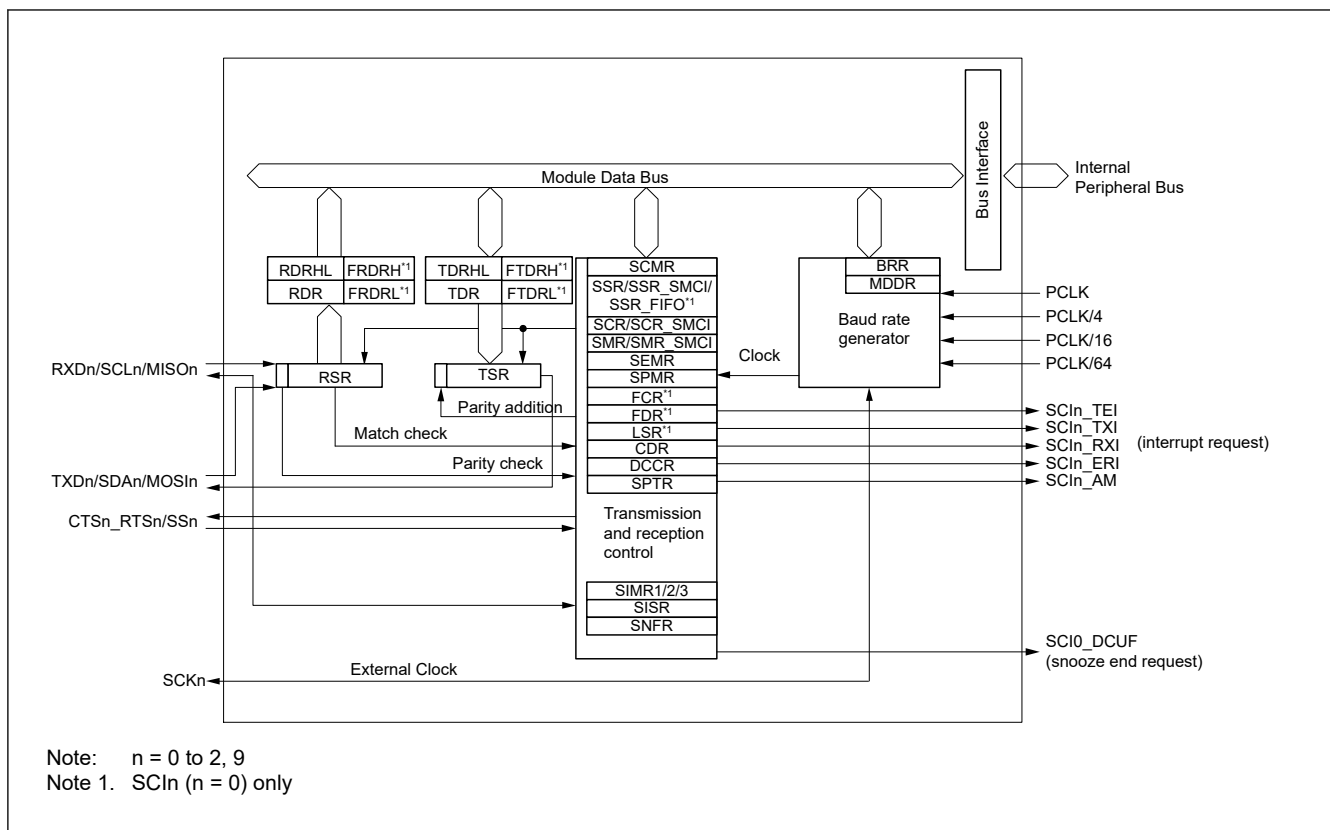 Module Data Bus
Bus Interface
Internal
Peripheral Bus
RDRHL
FRDRH*1
RDR
FRDRL*1
TDRHL
FTDRH*1
TDR
FTDRL*1
SCMR
SSR/SSR_SMCI/
SSR_FIFO*1
SCR/SCR_SMCI
SMR/SMR_SMCI
SEMR
SPMR
FCR*1
FDR*1
LSR*1
CDR
DCCR
SPTR
Transmission
and reception
control
SIMR1/2/3
SISR
SNFR
BRR
MDDR
Baud rate
generator
Clock
PCLK
PCLK/4
PCLK/16
PCLK/64
RXDn/SCLn/MISOn
RSR
TSR
Parity addition
Match check
Parity check
TXDn/SDAn/MOSIn
CTSn_RTSn/SSn
SCIn_TEI
SCIn_TXI
SCIn_RXI (interrupt request)
SCIn_ERI
SCIn_AM
SCI0_DCUF
(snooze end request)
External Clock
SCKn
Note: n = 0 to 2, 9
Note 1. SCIn (n = 0) only